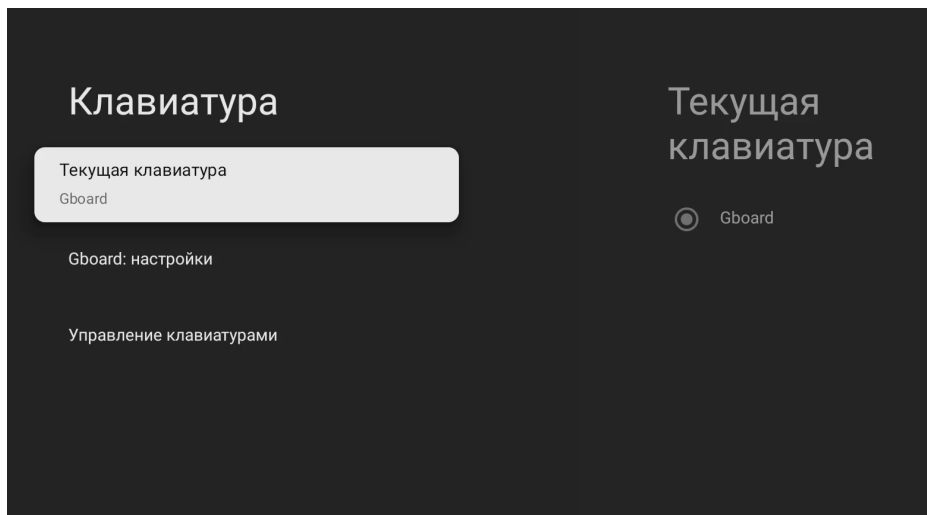 Клавиатура
Текущая клавиатура
Gboard
Gboard: настройки
Управление клавиатурами
Текущая
клавиатура
Gboard